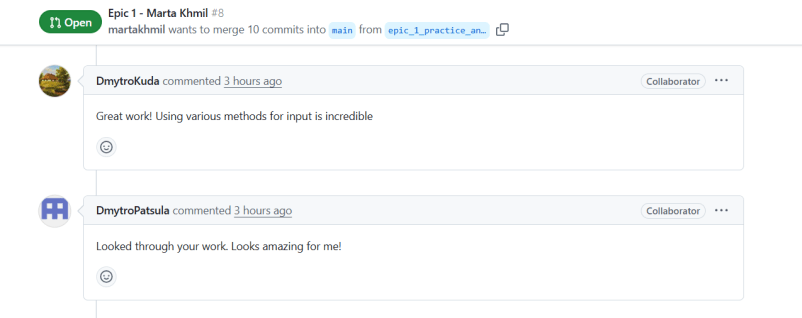 Open
Epic 1 - Marta Khmil #8
martakhmil wants to merge 10 commits into main from epic_1_practice_an...
DmytroKuda commented 3 hours ago
Collaborator
Great work! Using various methods for input is incredible
DmytroPatsula commented 3 hours ago
Collaborator
Looked through your work. Looks amazing for me!